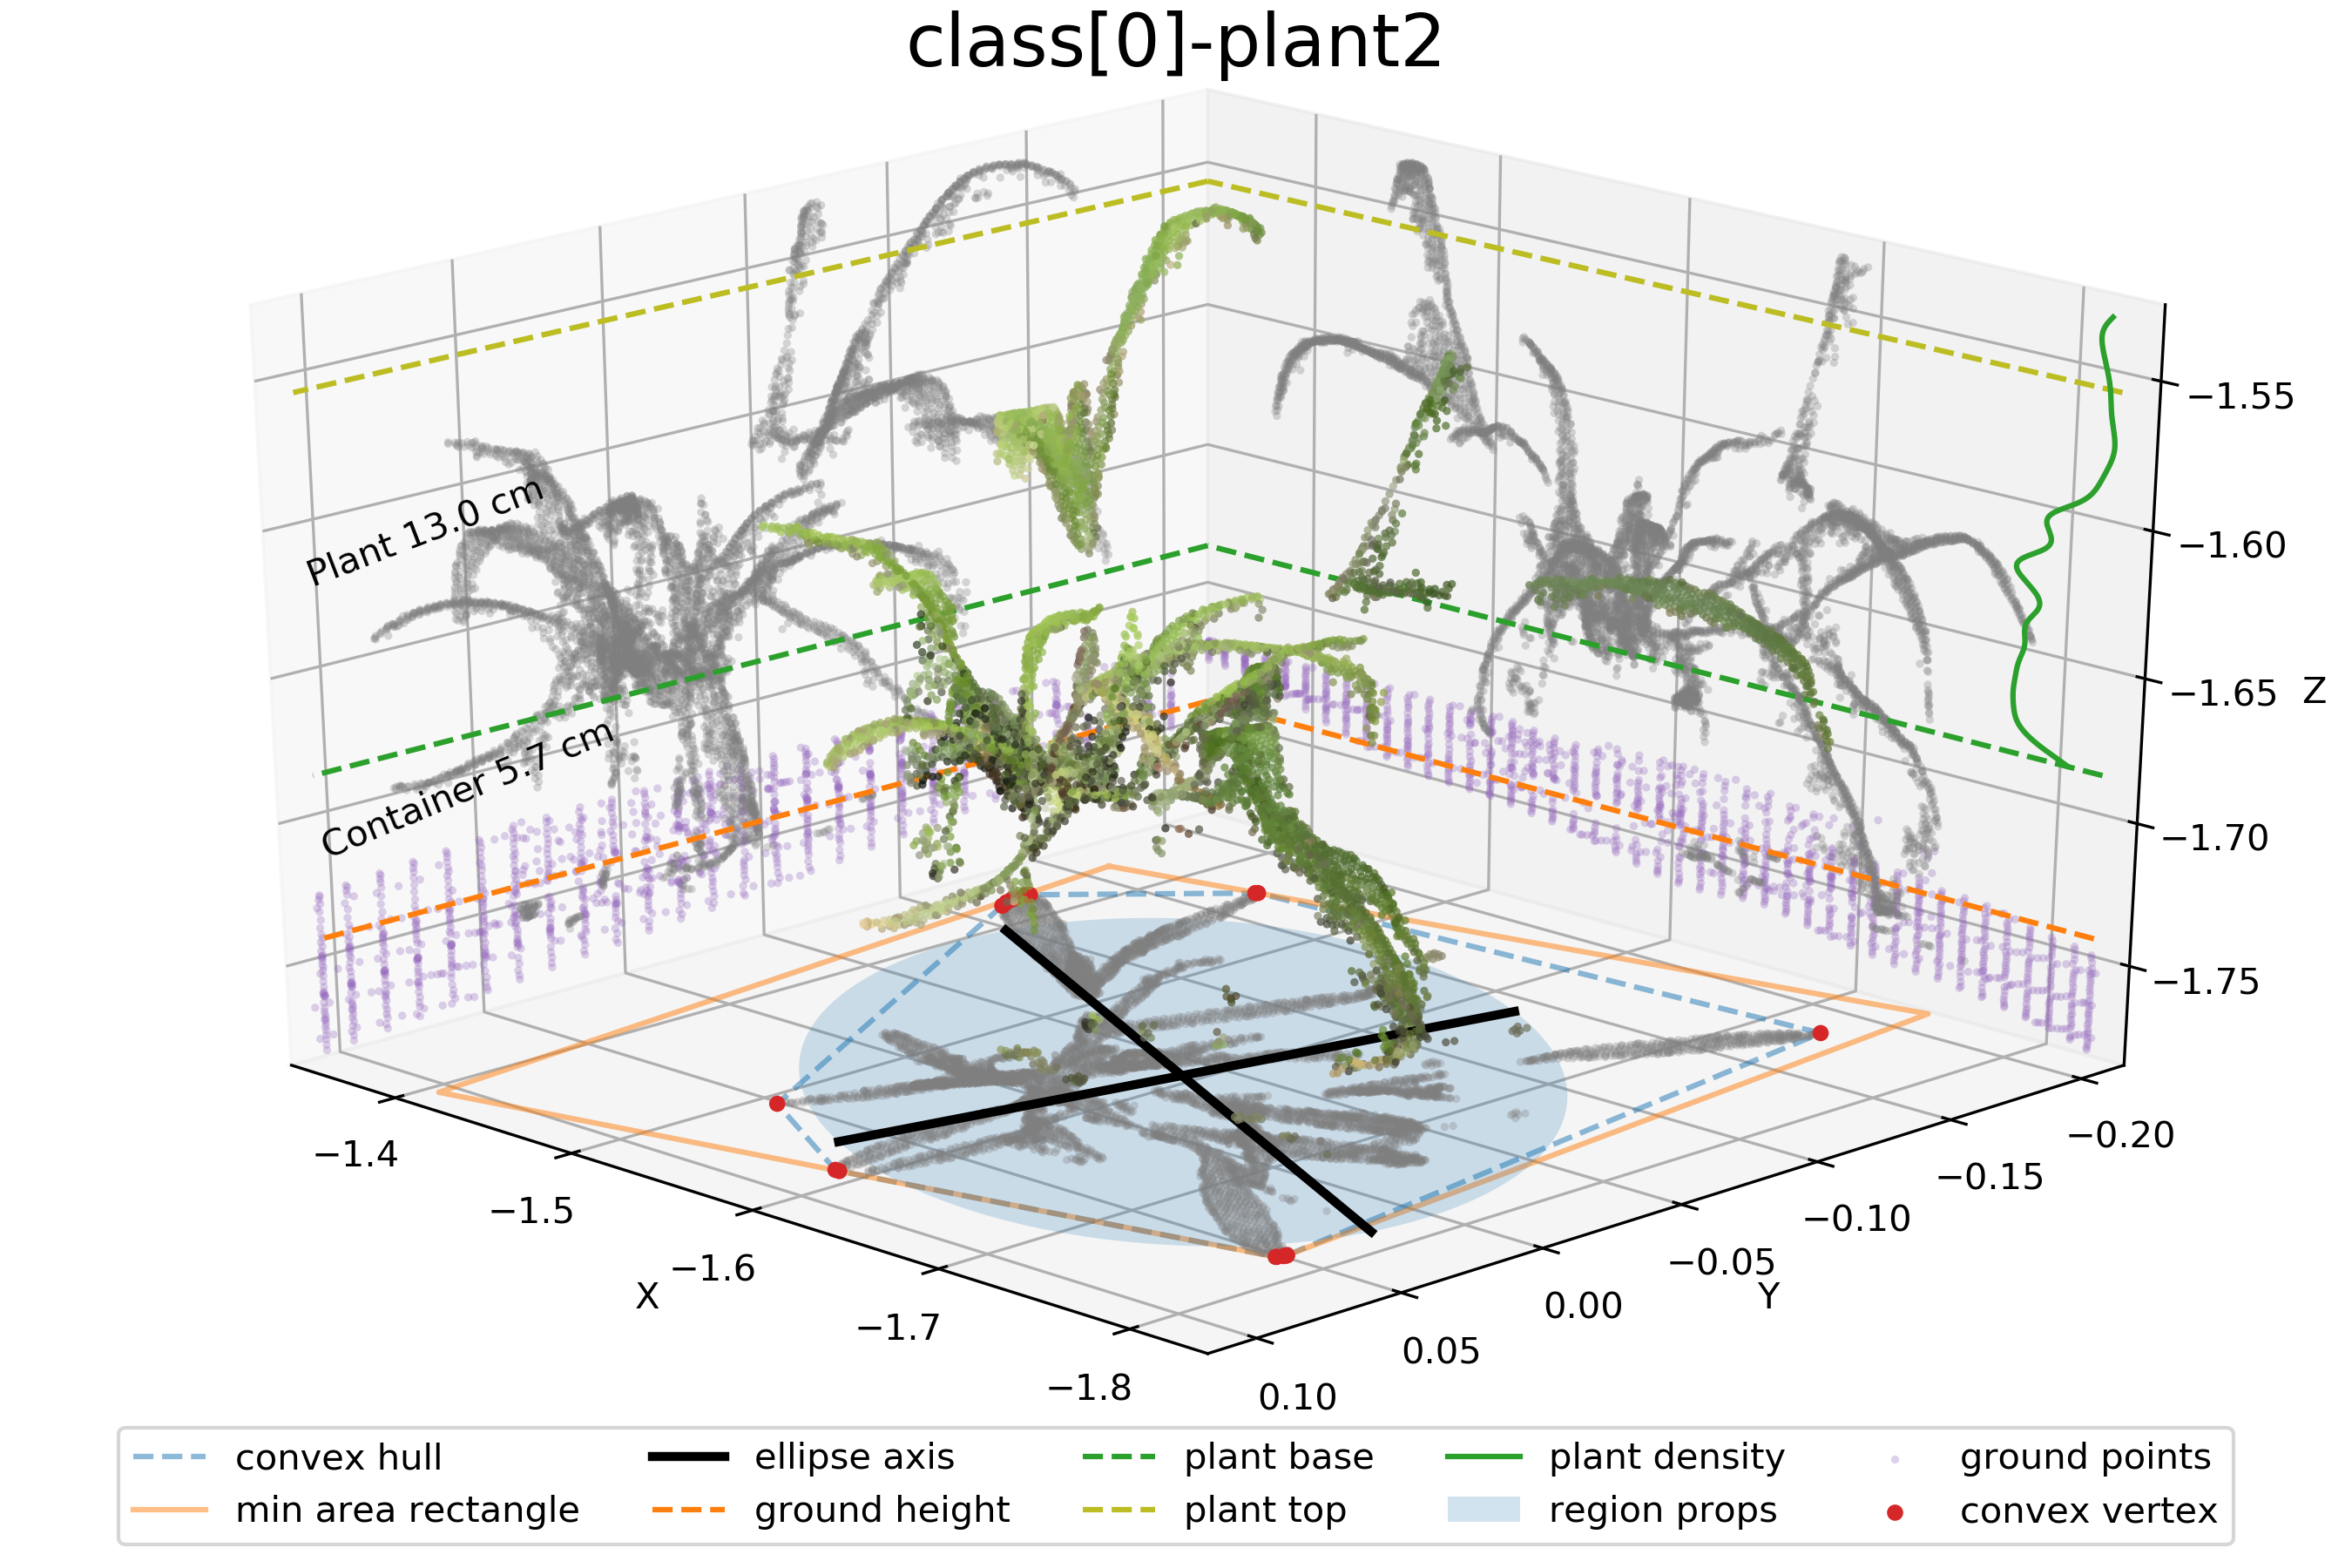 class[0]-plant2
Plant 13.0 cm
Container 5.7 cm
−1.55
−1.60
−1.65
−1.70
−1.75
Z
−1.4
−1.5
−1.6
−1.7
−1.8
X
0.10
0.05
0.00
−0.05
−0.10
−0.15
−0.20
Y
convex hull
min area rectangle
ellipse axis
ground height
plant base
plant top
plant density
region props
ground points
convex vertex